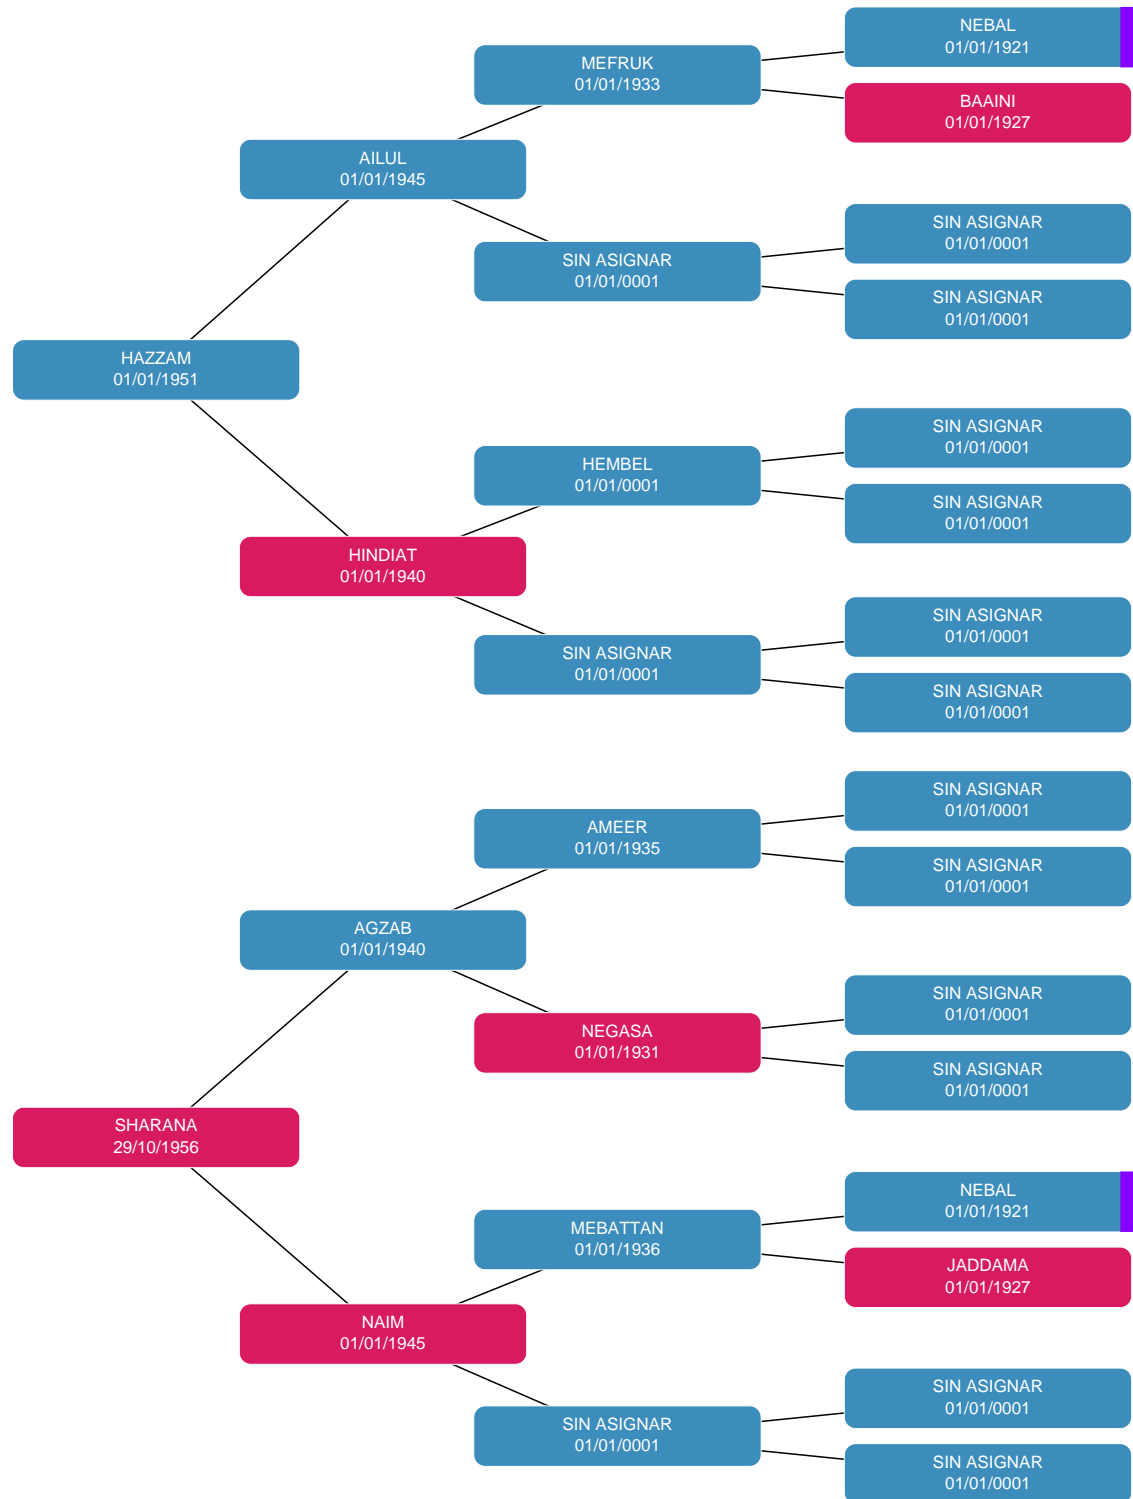 NEBAL
01/01/1921
MEFRUK
01/01/1933
BAAINI
01/01/1927
AILUL
01/01/1945
SIN ASIGNAR
01/01/0001
SIN ASIGNAR
01/01/0001
SIN ASIGNAR
01/01/0001
HAZZAM
01/01/1951
SIN ASIGNAR
01/01/0001
HEMBEL
01/01/0001
SIN ASIGNAR
01/01/0001
HINDIAT
01/01/1940
SIN ASIGNAR
01/01/0001
SIN ASIGNAR
01/01/0001
SIN ASIGNAR
01/01/0001
SIN ASIGNAR
01/01/0001
AMEER
01/01/1935
SIN ASIGNAR
01/01/0001
AGZAB
01/01/1940
SIN ASIGNAR
01/01/0001
NEGASA
01/01/1931
SIN ASIGNAR
01/01/0001
SHARANA
29/10/1956
NEBAL
01/01/1921
MEBATTAN
01/01/1936
JADDAMA
01/01/1927
NAIM
01/01/1945
SIN ASIGNAR
01/01/0001
SIN ASIGNAR
01/01/0001
SIN ASIGNAR
01/01/0001